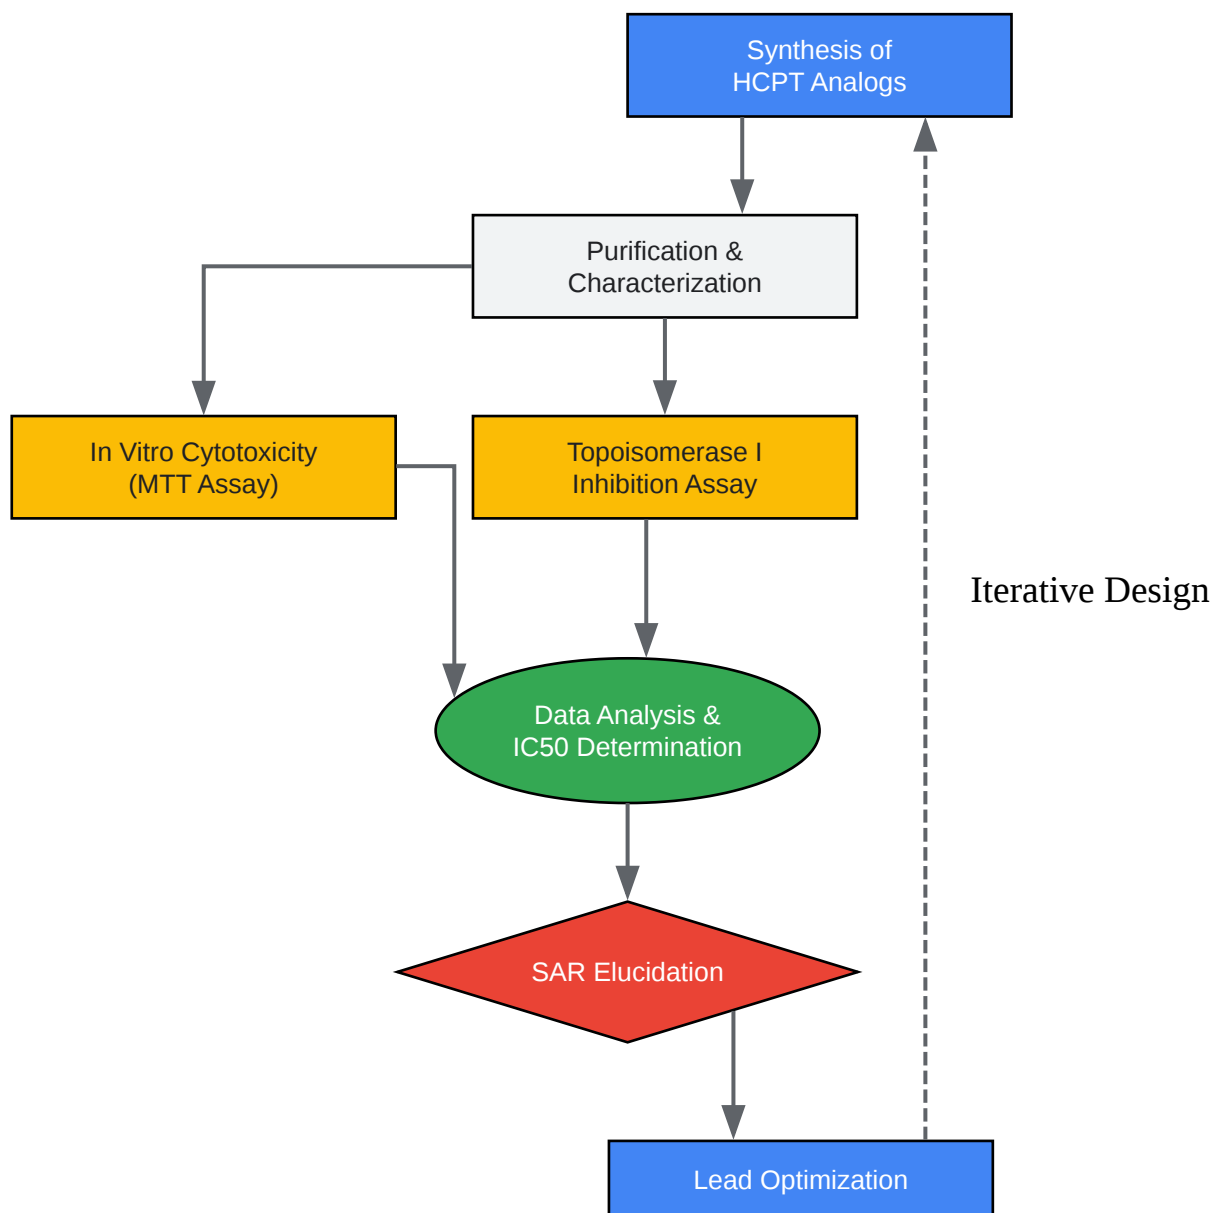 Synthesis of
HCPT Analogs
Purification &
Characterization
In Vitro Cytotoxicity
(MTT Assay)
Topoisomerase I
Inhibition Assay
Iterative Design
Data Analysis &
IC50 Determination
SAR Elucidation
Lead Optimization